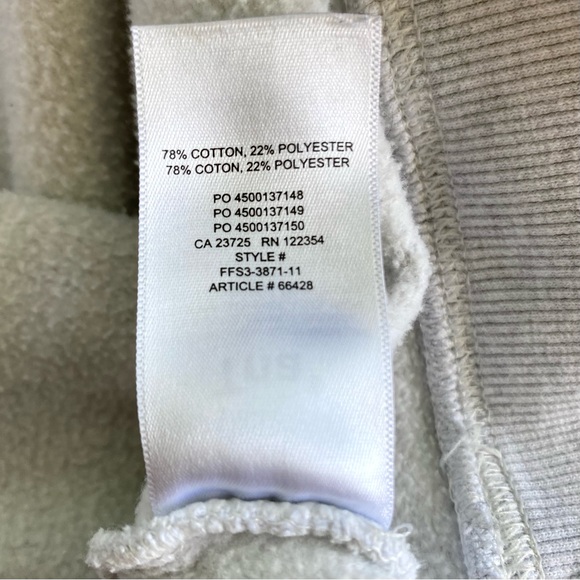 78% COTTON, 22% POLYESTER
78% COTON, 22% POLYESTER
PO 4500137148
PO 4500137149
PO 4500137150
CA 23725 RN 122354
STYLE #
FFS3-3871-11
ARTICLE # 66428